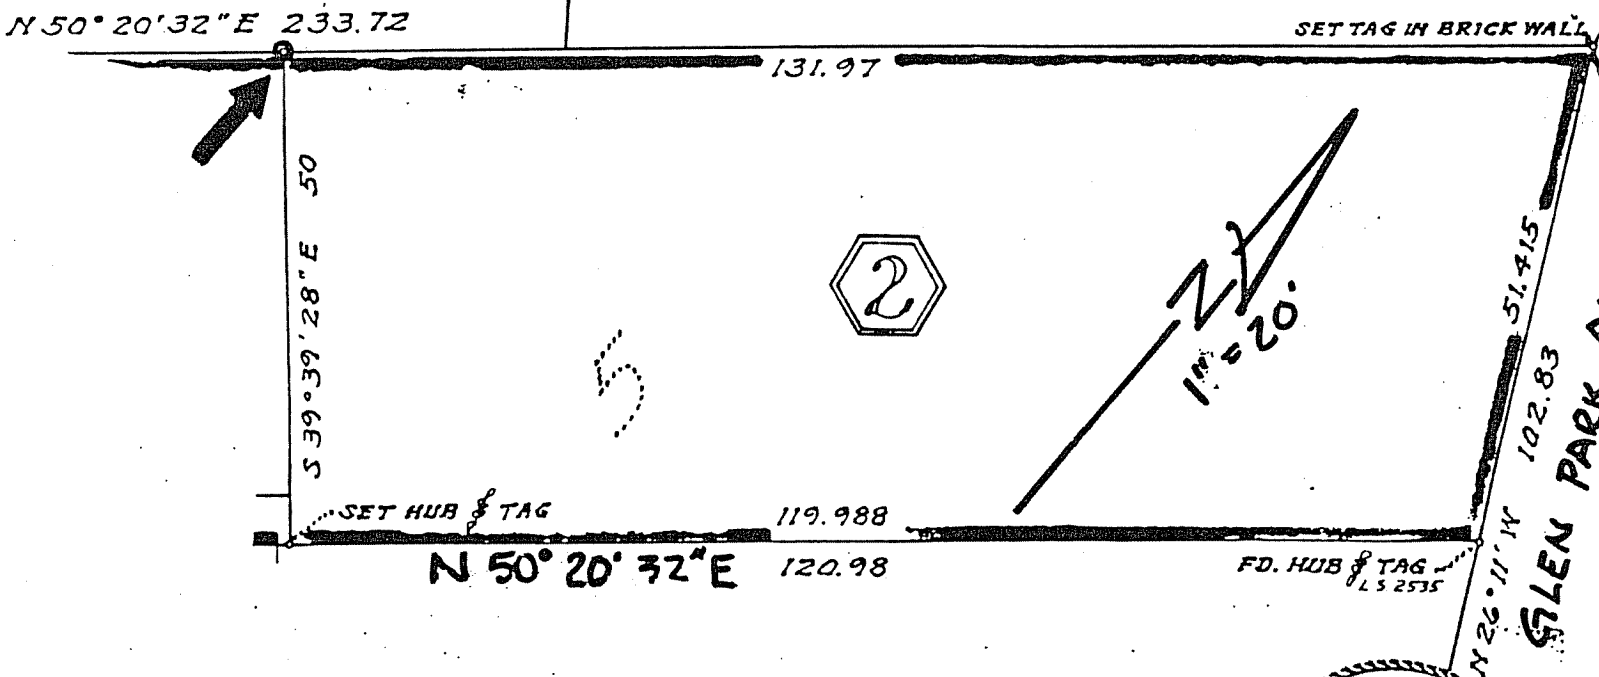 N 50° 20' 32" E 233.72
SET TAG IN BRICK WALL
131.97
S 39° 39' 28" E 50
2
N
1" = 20'
5
51.415
102.83
GLEN PARK
SET HUB & TAG
119.988
N 50° 20' 32" E
120.98
FD. HUB & TAG
L S 2535
N 26° 11' W